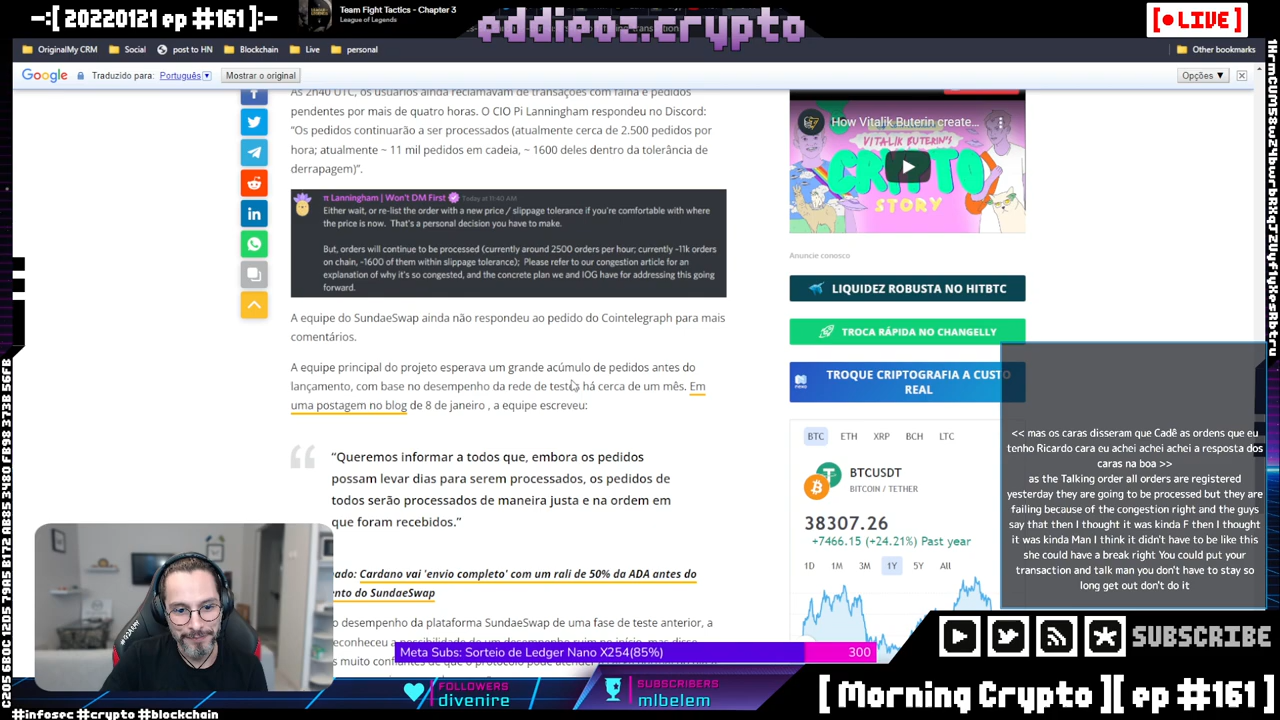 —:[ 20220121 ep #161 ]:—
Team Fight Tactics - Chapter 3
League of Legends
eddieoz.crypto
[● LIVE]
OriginalMy CRM
Social
post to HN
Blockchain
Live
personal
Other bookmarks
Google
Traduzido para: Português
Mostrar o original
Opções ▼
Às 2h40 UTC, os usuários ainda reclamavam de transações com falha e pedidos
pendentes por mais de quatro horas. O CIO Pi Lanningham respondeu no Discord:
“Os pedidos continuarão a ser processados (atualmente cerca de 2.500 pedidos por
hora; atualmente ~ 11 mil pedidos em cadeia, ~ 1600 deles dentro da tolerância de
derrapagem)”.
π Lanningham | Won't DM First
Today at 11:40 AM
Either wait, or re-list the order with a new price / slippage tolerance if you're comfortable with where
the price is now. That's a personal decision you have to make.
But, orders will continue to be processed (currently around 2500 orders per hour; currently ~11k orders
on chain, ~1600 of them within slippage tolerance); Please refer to our congestion article for an
explanation of why it's so congested, and the concrete plan we and IOG have for addressing this going
forward.
A equipe do SundaeSwap ainda não respondeu ao pedido do Cointelegraph para mais
comentários.
A equipe principal do projeto esperava um grande acúmulo de pedidos antes do
lançamento, com base no desempenho da rede de testes há cerca de um mês. Em
uma postagem no blog de 8 de janeiro , a equipe escreveu:
“Queremos informar a todos que, embora os pedidos
possam levar dias para serem processados, os pedidos de
todos serão processados de maneira justa e na ordem em
que foram recebidos.”
ado: Cardano vai 'envio completo' com um rali de 50% da ADA antes do
nto do SundaeSwap
o desempenho da plataforma SundaeSwap de uma fase de teste anterior, a
How Vitalik Buterin create...
VITALIK BUTERIN'S
CRYPTO
STORY
Anuncie conosco
LIQUIDEZ ROBUSTA NO HITBTC
TROCA RÁPIDA NO CHANGELLY
TROQUE CRIPTOGRAFIA A CUSTO
REAL
BTC ETH XRP BCH LTC
BTCUSDT
BITCOIN / TETHER
38307.26
+7466.15 (+24.21%) Past year
1D 1M 3M 1Y 5Y All
<< mas os caras disseram que Cadê as ordens que eu
tenho Ricardo cara eu achei achei achei a resposta dos
caras na boa >>
as the Talking order all orders are registered
yesterday they are going to be processed but they are
failing because of the congestion right and the guys
say that then I thought it was kinda F then I thought
it was kinda Man I think it didn't have to be like this
she could have a break right You could put your
transaction and talk man you don't have to stay so
long get out don't do it
Meta Subs: Sorteio de Ledger Nano X254(85%)
300
FOLLOWERS
divenire
SUBSCRIBERS
mlbelem
SUBSCRIBE
[ Morning Crypto ][ ep #161 ]
#infosec #crypto #blockchain